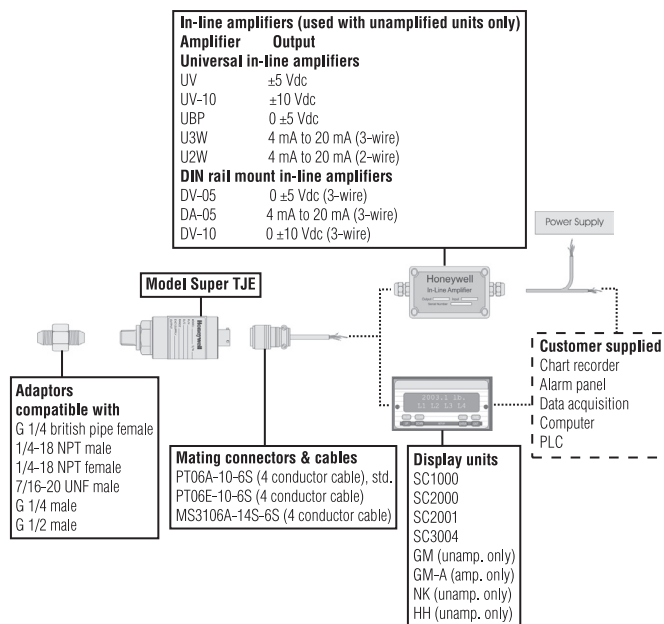 In-line amplifiers (used with unamplified units only)
Amplifier Output
Universal in-line amplifiers
UV ±5 Vdc
UV-10 ±10 Vdc
UBP 0 ±5 Vdc
U3W 4 mA to 20 mA (3-wire)
U2W 4 mA to 20 mA (2-wire)
DIN rail mount in-line amplifiers
DV-05 0 ±5 Vdc (3-wire)
DA-05 4 mA to 20 mA (3-wire)
DV-10 0 ±10 Vdc (3-wire)
Power Supply
Honeywell
In-Line Amplifier
Model Super TJE
Honeywell
Adaptors
compatible with
G 1/4 british pipe female
1/4-18 NPT male
1/4-18 NPT female
7/16-20 UNF male
G 1/4 male
G 1/2 male
Mating connectors & cables
PT06A-10-6S (4 conductor cable), std.
PT06E-10-6S (4 conductor cable)
MS3106A-14S-6S (4 conductor cable)
2003.1 lb.
L1 L2 L3 L4
Display units
SC1000
SC2000
SC2001
SC3004
GM (unamp. only)
GM-A (amp. only)
NK (unamp. only)
HH (unamp. only)
Customer supplied
Chart recorder
Alarm panel
Data acquisition
Computer
PLC